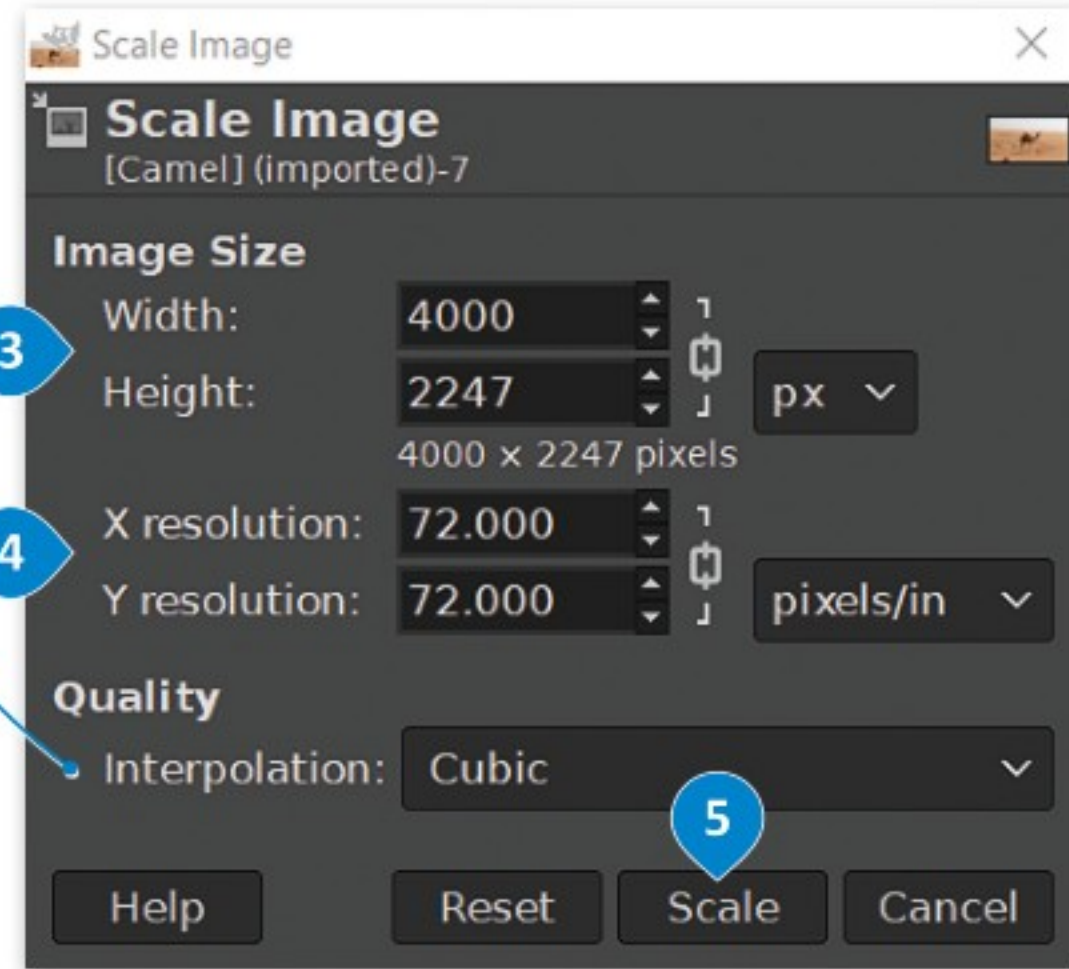 Scale Image
Scale Image
[Camel] (imported)-7
Image Size
3
Width: 4000
Height: 2247 px
4000 × 2247 pixels
4
X resolution: 72.000
Y resolution: 72.000 pixels/in
Quality
Interpolation: Cubic
5
Help Reset Scale Cancel